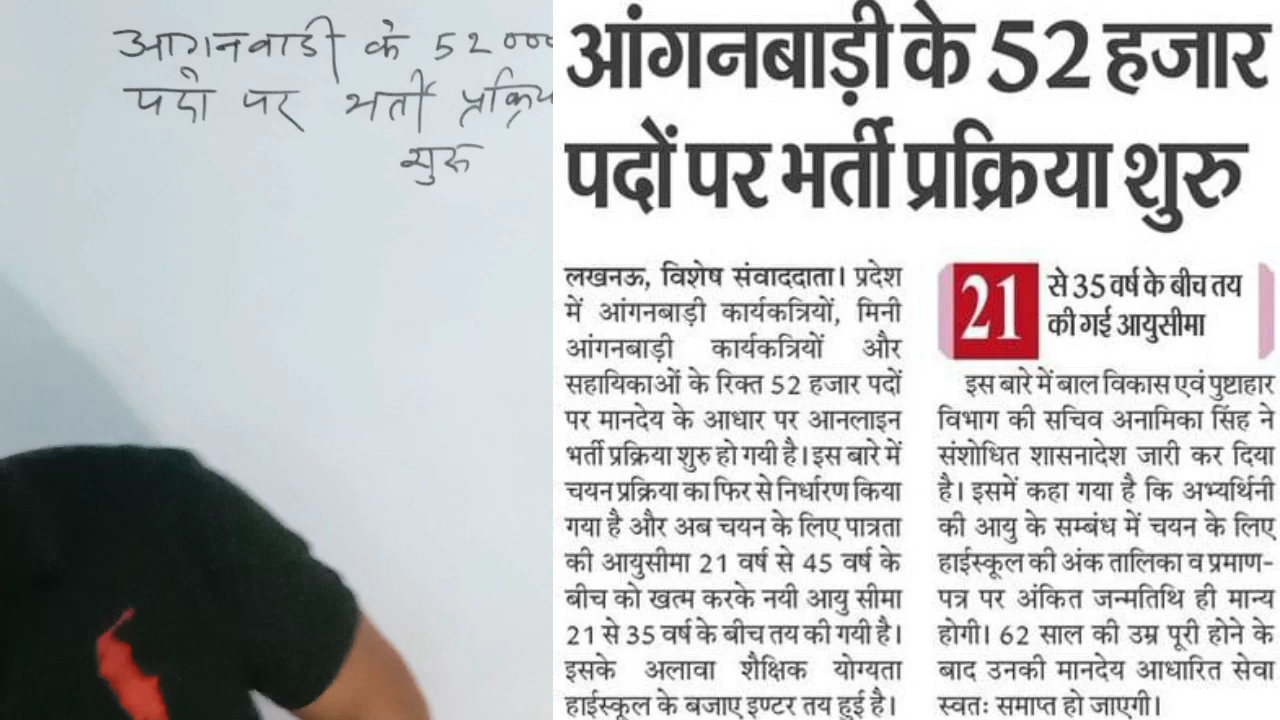 आगनवाडी के 52000
पदो पर भर्ती प्रक्रिय
शुरु
आंगनबाड़ी के 52 हजार
पदों पर भर्ती प्रक्रिया शुरु
लखनऊ, विशेष संवाददाता। प्रदेश
में आंगनबाड़ी कार्यकत्रियों, मिनी
आंगनबाड़ी कार्यकत्रियों और
सहायिकाओं के रिक्त 52 हजार पदों
पर मानदेय के आधार पर आनलाइन
भर्ती प्रक्रिया शुरु हो गयी है। इस बारे में
चयन प्रक्रिया का फिर से निर्धारण किया
गया है और अब चयन के लिए पात्रता
की आयुसीमा 21 वर्ष से 45 वर्ष के
बीच को खत्म करके नयी आयु सीमा
21 से 35 वर्ष के बीच तय की गयी है।
इसके अलावा शैक्षिक योग्यता
हाईस्कूल के बजाए इण्टर तय हुई है।
21 से 35 वर्ष के बीच तय
की गई आयुसीमा
इस बारे में बाल विकास एवं पुष्टाहार
विभाग की सचिव अनामिका सिंह ने
संशोधित शासनादेश जारी कर दिया
है। इसमें कहा गया है कि अभ्यर्थिनी
की आयु के सम्बंध में चयन के लिए
हाईस्कूल की अंक तालिका व प्रमाण-
पत्र पर अंकित जन्मतिथि ही मान्य
होगी। 62 साल की उम्र पूरी होने के
बाद उनकी मानदेय आधारित सेवा
स्वतः समाप्त हो जाएगी।